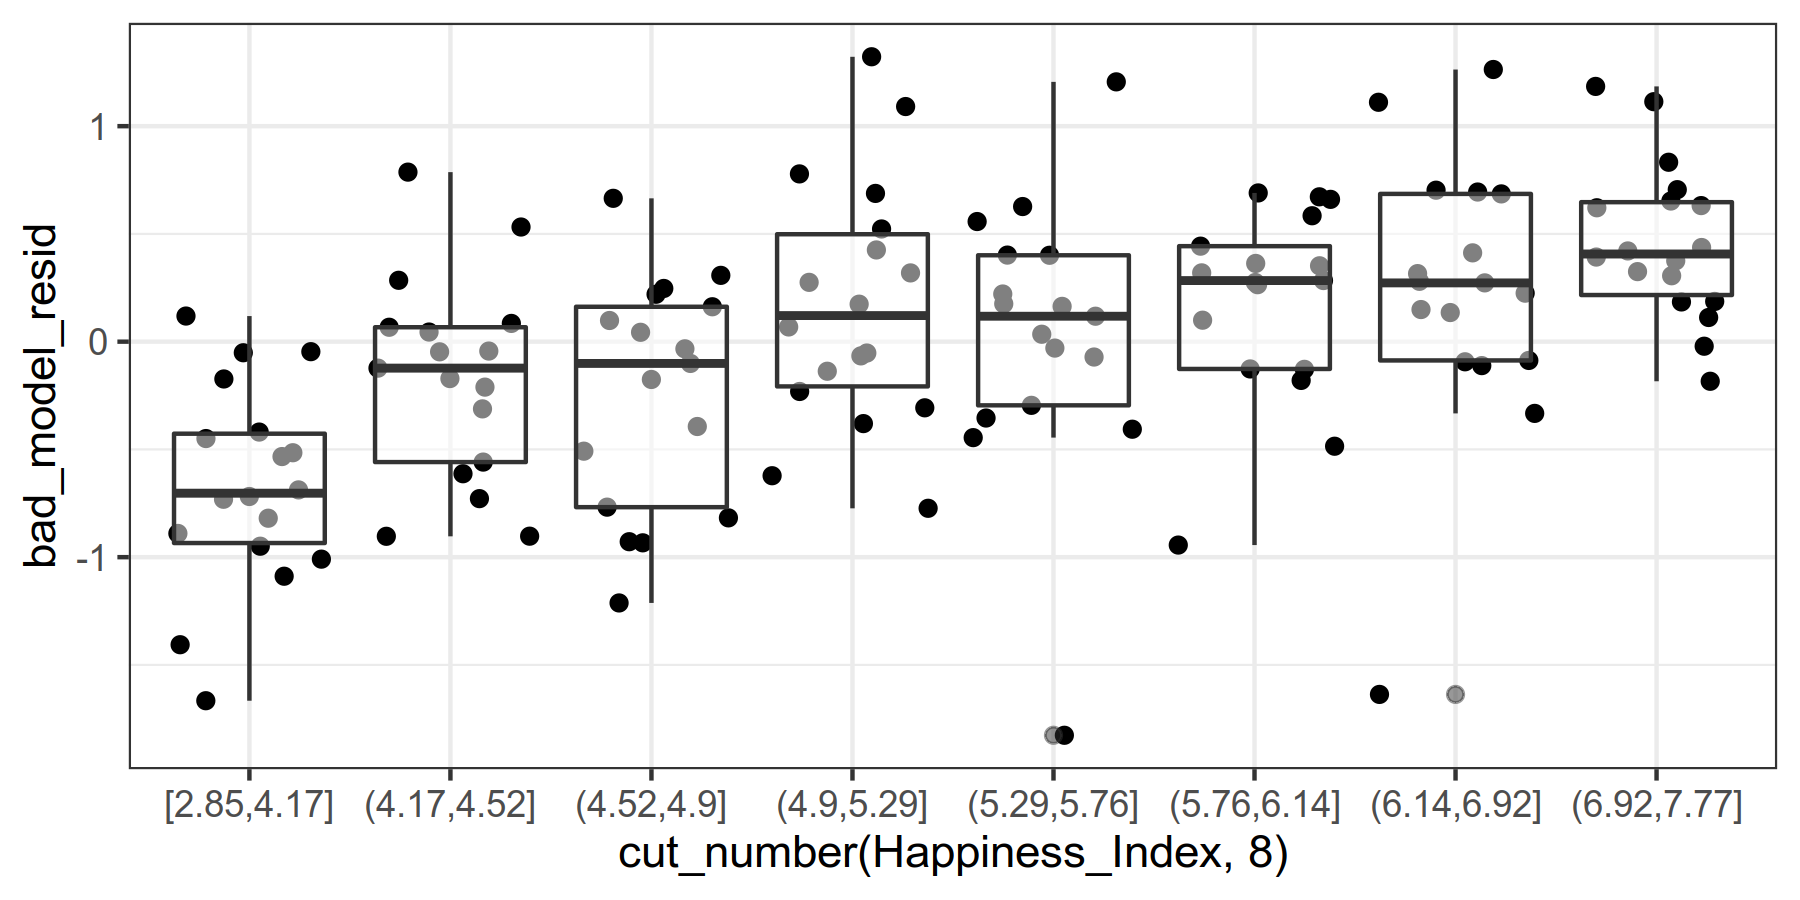 bad_model_resid
1
0
-1
[2.85,4.17] (4.17,4.52] (4.52,4.9] (4.9,5.29] (5.29,5.76] (5.76,6.14] (6.14,6.92] (6.92,7.77]
cut_number(Happiness_Index, 8)